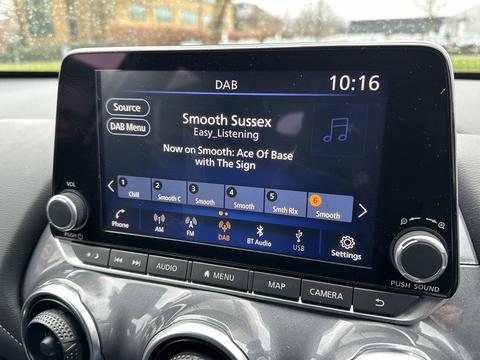 DAB
10:16
Source
DAB Menu
Smooth Sussex
Easy_Listening
Now on Smooth: Ace Of Base
with The Sign
1 2 3 4 5 6
Chill Smooth C Smooth Smooth Smth Rlx Smooth
Phone AM FM DAB BT Audio USB Settings
VOL
PUSH
AUDIO MENU MAP CAMERA
PUSH SOUND